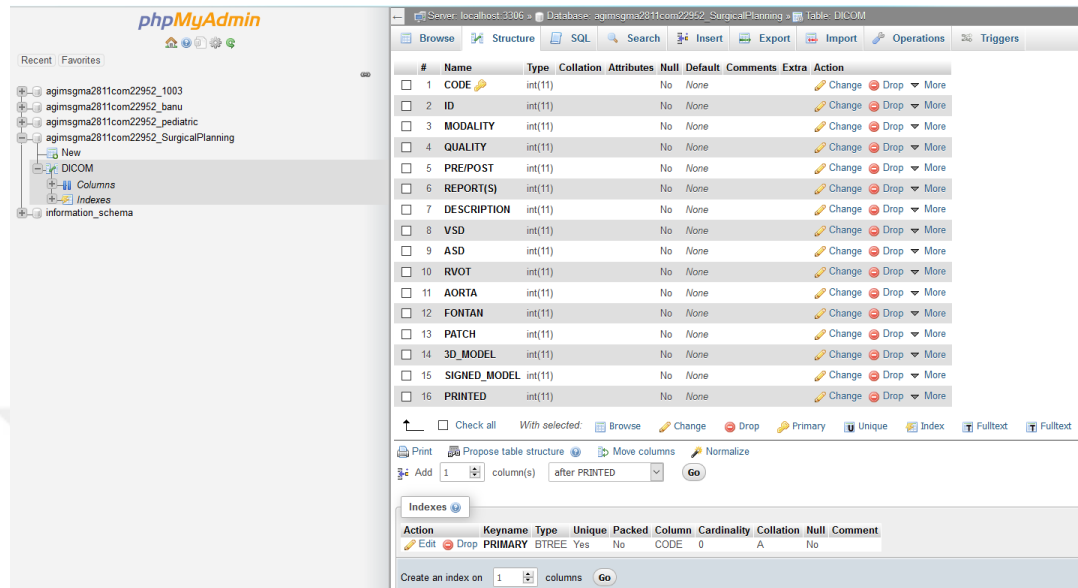 phpMyAdmin
Recent Favorites
agimsgma2811com22952_1003
agimsgma2811com22952_banu
agimsgma2811com22952_pediatric
agimsgma2811com22952_SurgicalPlanning
New
DICOM
Columns
Indexes
information_schema
Server: localhost:3306 » Database: agimsgma2811com22952_SurgicalPlanning » Table: DICOM
Browse Structure SQL Search Insert Export Import Operations Triggers
# Name Type Collation Attributes Null Default Comments Extra Action
1 CODE int(11) No None Change Drop More
2 ID int(11) No None Change Drop More
3 MODALITY int(11) No None Change Drop More
4 QUALITY int(11) No None Change Drop More
5 PRE/POST int(11) No None Change Drop More
6 REPORT(S) int(11) No None Change Drop More
7 DESCRIPTION int(11) No None Change Drop More
8 VSD int(11) No None Change Drop More
9 ASD int(11) No None Change Drop More
10 RVOT int(11) No None Change Drop More
11 AORTA int(11) No None Change Drop More
12 FONTAN int(11) No None Change Drop More
13 PATCH int(11) No None Change Drop More
14 3D_MODEL int(11) No None Change Drop More
15 SIGNED_MODEL int(11) No None Change Drop More
16 PRINTED int(11) No None Change Drop More
Check all With selected: Browse Change Drop Primary Unique Index Fulltext Fulltext
Print Propose table structure Move columns Normalize
Add 1 column(s) after PRINTED Go
Indexes
Action Keyname Type Unique Packed Column Cardinality Collation Null Comment
Edit Drop PRIMARY BTREE Yes No CODE 0 A No
Create an index on 1 columns Go